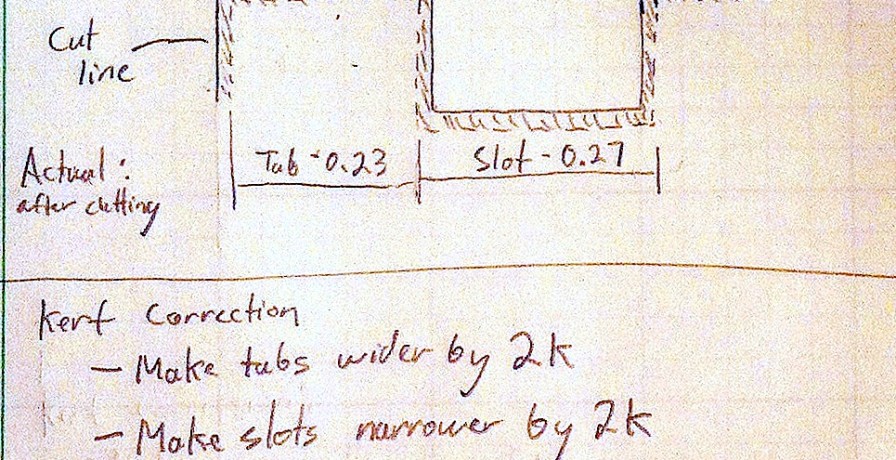 Cut
line
Actual:
after cutting
Tab - 0.23
Slot - 0.27
Kerf Correction
- Make tabs wider by 2k
- Make slots narrower by 2k